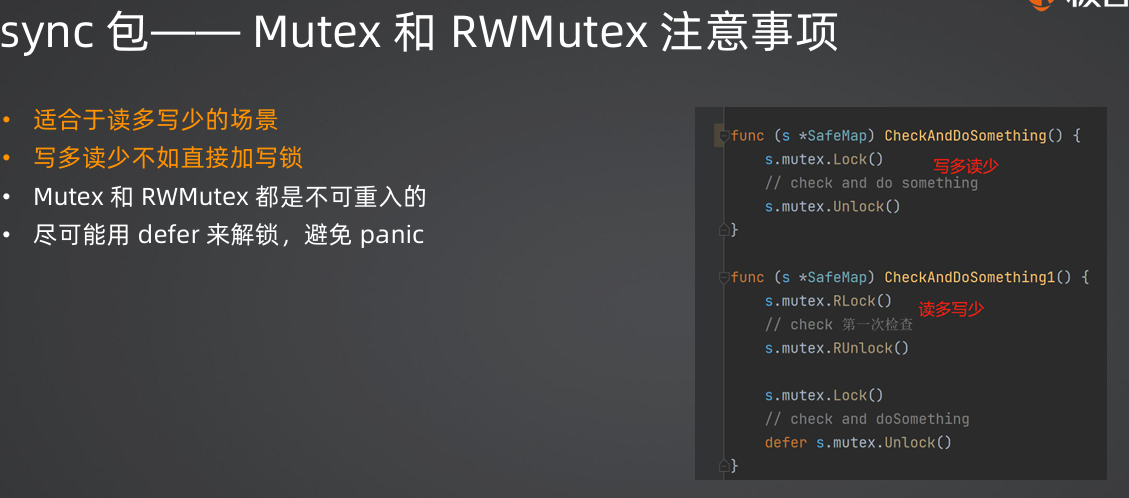 sync 包—— Mutex 和 RWMutex 注意事项
• 适合于读多写少的场景
• 写多读少不如直接加写锁
• Mutex 和 RWMutex 都是不可重入的
• 尽可能用 defer 来解锁，避免 panic
func (s *SafeMap) CheckAndDoSomething() {
s.mutex.Lock()
写多读少
// check and do something
s.mutex.Unlock()
}
func (s *SafeMap) CheckAndDoSomething1() {
s.mutex.RLock()
读多写少
// check 第一次检查
s.mutex.RUnlock()
s.mutex.Lock()
// check and doSomething
defer s.mutex.Unlock()
}